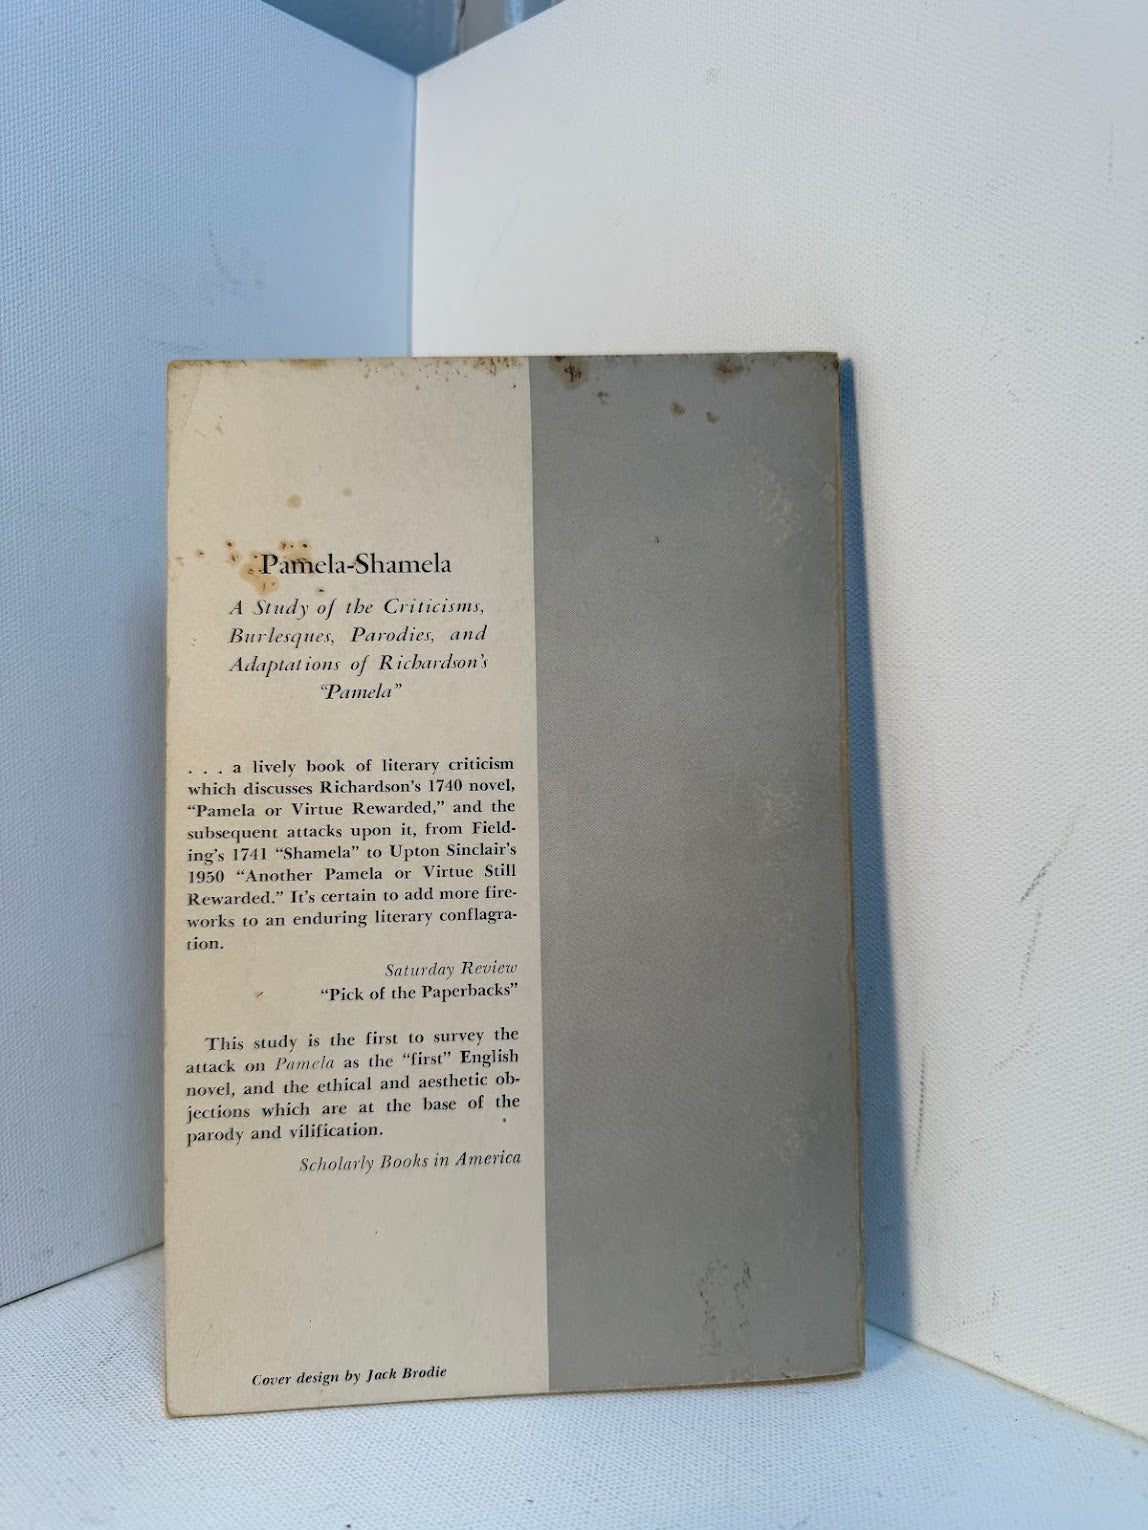 Pamela-Shamela
A Study of the Criticisms,
Burlesques, Parodies, and
Adaptations of Richardson's
"Pamela"
. . . a lively book of literary criticism
which discusses Richardson's 1740 novel,
"Pamela or Virtue Rewarded," and the
subsequent attacks upon it, from Field-
ing's 1741 "Shamela" to Upton Sinclair's
1950 "Another Pamela or Virtue Still
Rewarded." It's certain to add more fire-
works to an enduring literary conflagra-
tion.
Saturday Review
"Pick of the Paperbacks"
This study is the first to survey the
attack on Pamela as the "first" English
novel, and the ethical and aesthetic ob-
jections which are at the base of the
parody and vilification.
Scholarly Books in America
Cover design by Jack Brodie